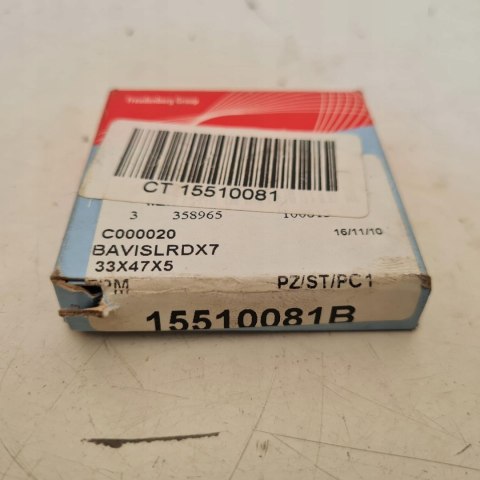 Freudenberg Group
CT 15510081
3 358965
C000020 16/11/10
BAVISLRDX7
33X47X5
PZ/ST/PC1
15510081B